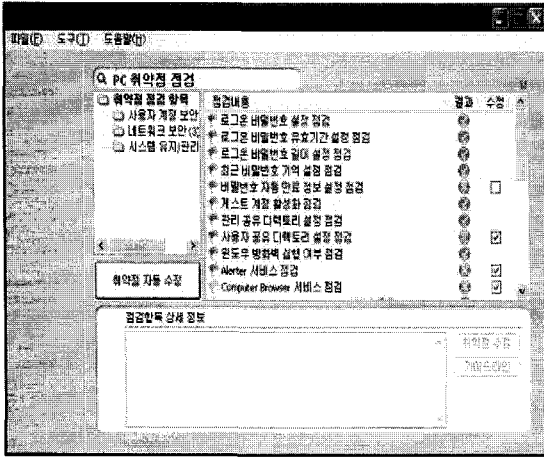 파일(F) 도구(T) 도움말(H)
PC 취약점 점검
취약점 점검 항목
사용자 계정 보안
네트워크 보안(3)
시스템 유지/관리
취약점 자동 수정
점검내용 결과 수정
로그온 비밀번호 설정 점검
로그온 비밀번호 유효기간 설정 점검
로그온 비밀번호 길이 설정 점검
최근 비밀번호 기억 설정 점검
비밀번호 자동 완료 정보 설정 점검
게스트 계정 활성화 점검
관리 공유 디렉토리 설정 점검
사용자 공유 디렉토리 설정 점검
윈도우 방화벽 실행 여부 점검
Alerter 서비스 점검
Computer Browser 서비스 점검
점검항목 상세 정보
취약점 수정
가이드라인